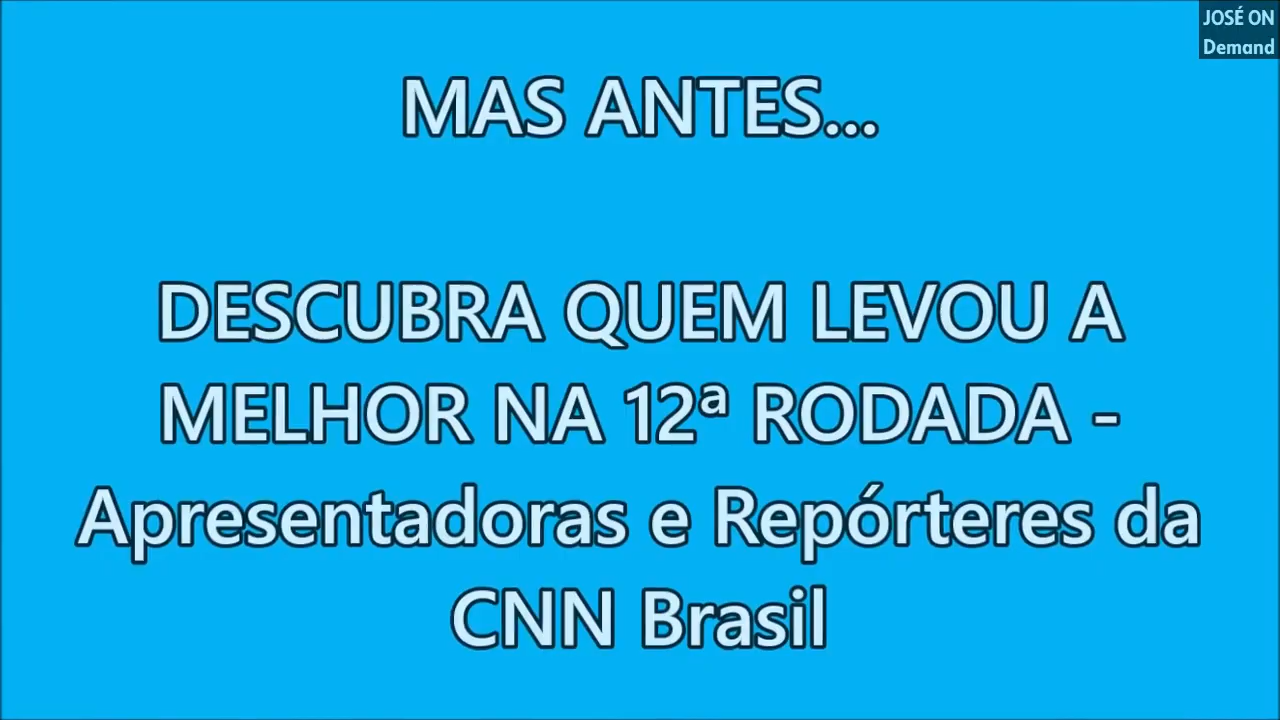 JOSÉ ON
Demand
MAS ANTES...
DESCUBRA QUEM LEVOU A
MELHOR NA 12ª RODADA -
Apresentadoras e Repórteres da
CNN Brasil